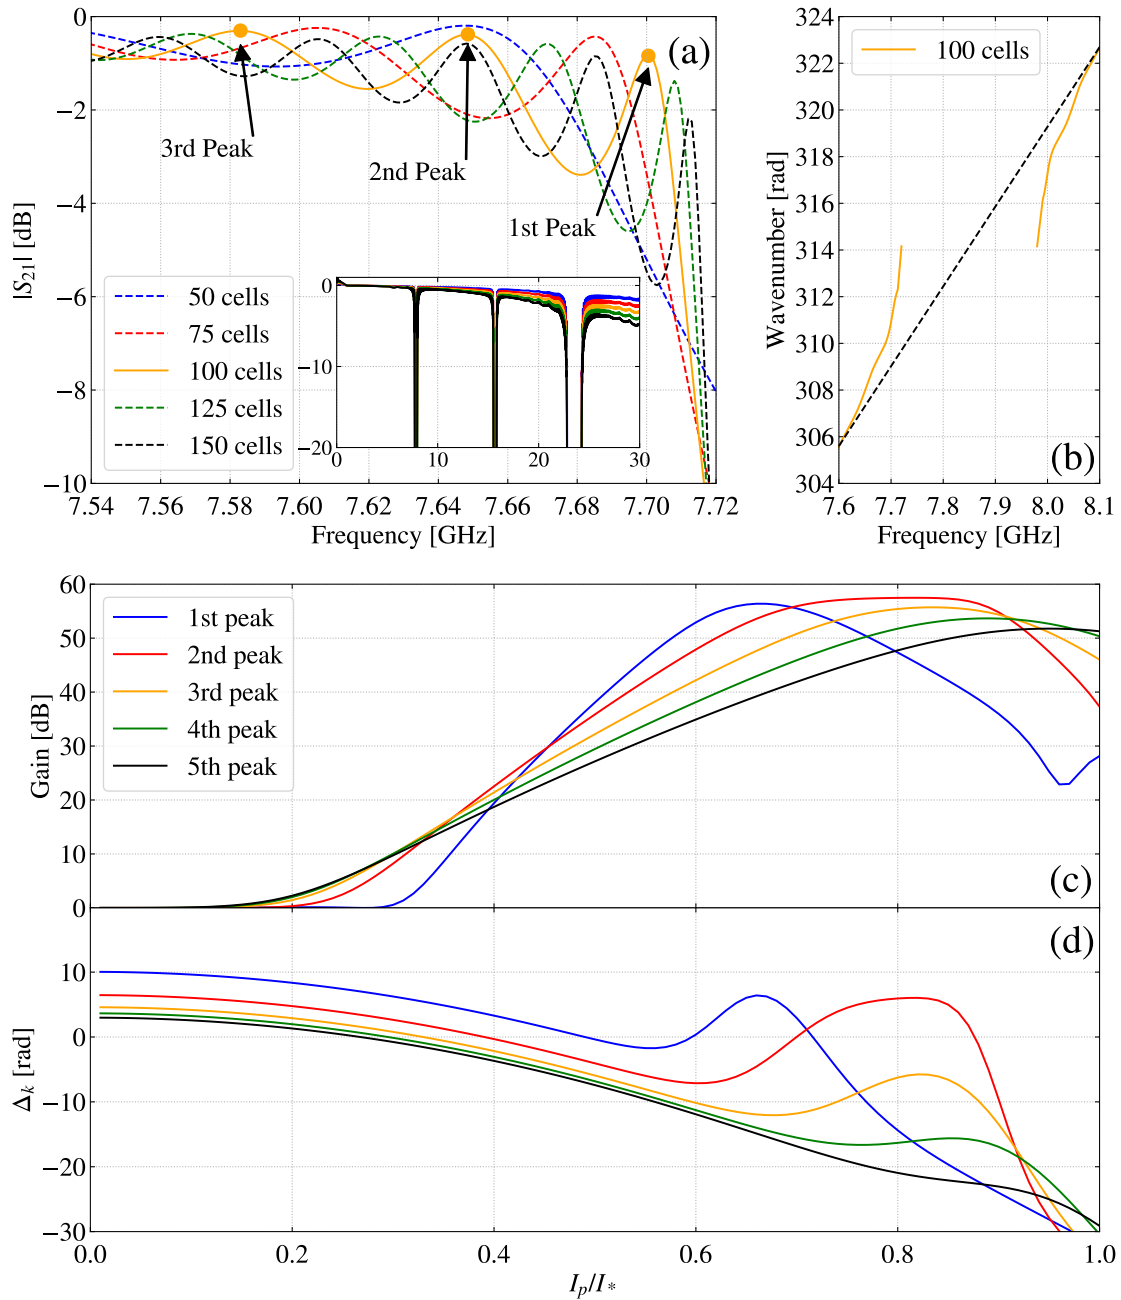 (a)
3rd Peak
2nd Peak
1st Peak
|S21| [dB]
0
−2
−4
−6
−8
−10
50 cells
75 cells
100 cells
125 cells
150 cells
0
−10
−20
0 10 20 30
7.54 7.56 7.58 7.60 7.62 7.64 7.66 7.68 7.70 7.72
Frequency [GHz]
324
322
320
318
316
314
312
310
308
306
304
Wavenumber [rad]
100 cells
(b)
7.6 7.7 7.8 7.9 8.0 8.1
Frequency [GHz]
60
50
40
30
20
10
0
Gain [dB]
1st peak
2nd peak
3rd peak
4th peak
5th peak
(c)
(d)
10
0
−10
−20
−30
Δk [rad]
0.0 0.2 0.4 0.6 0.8 1.0
Ip/I*